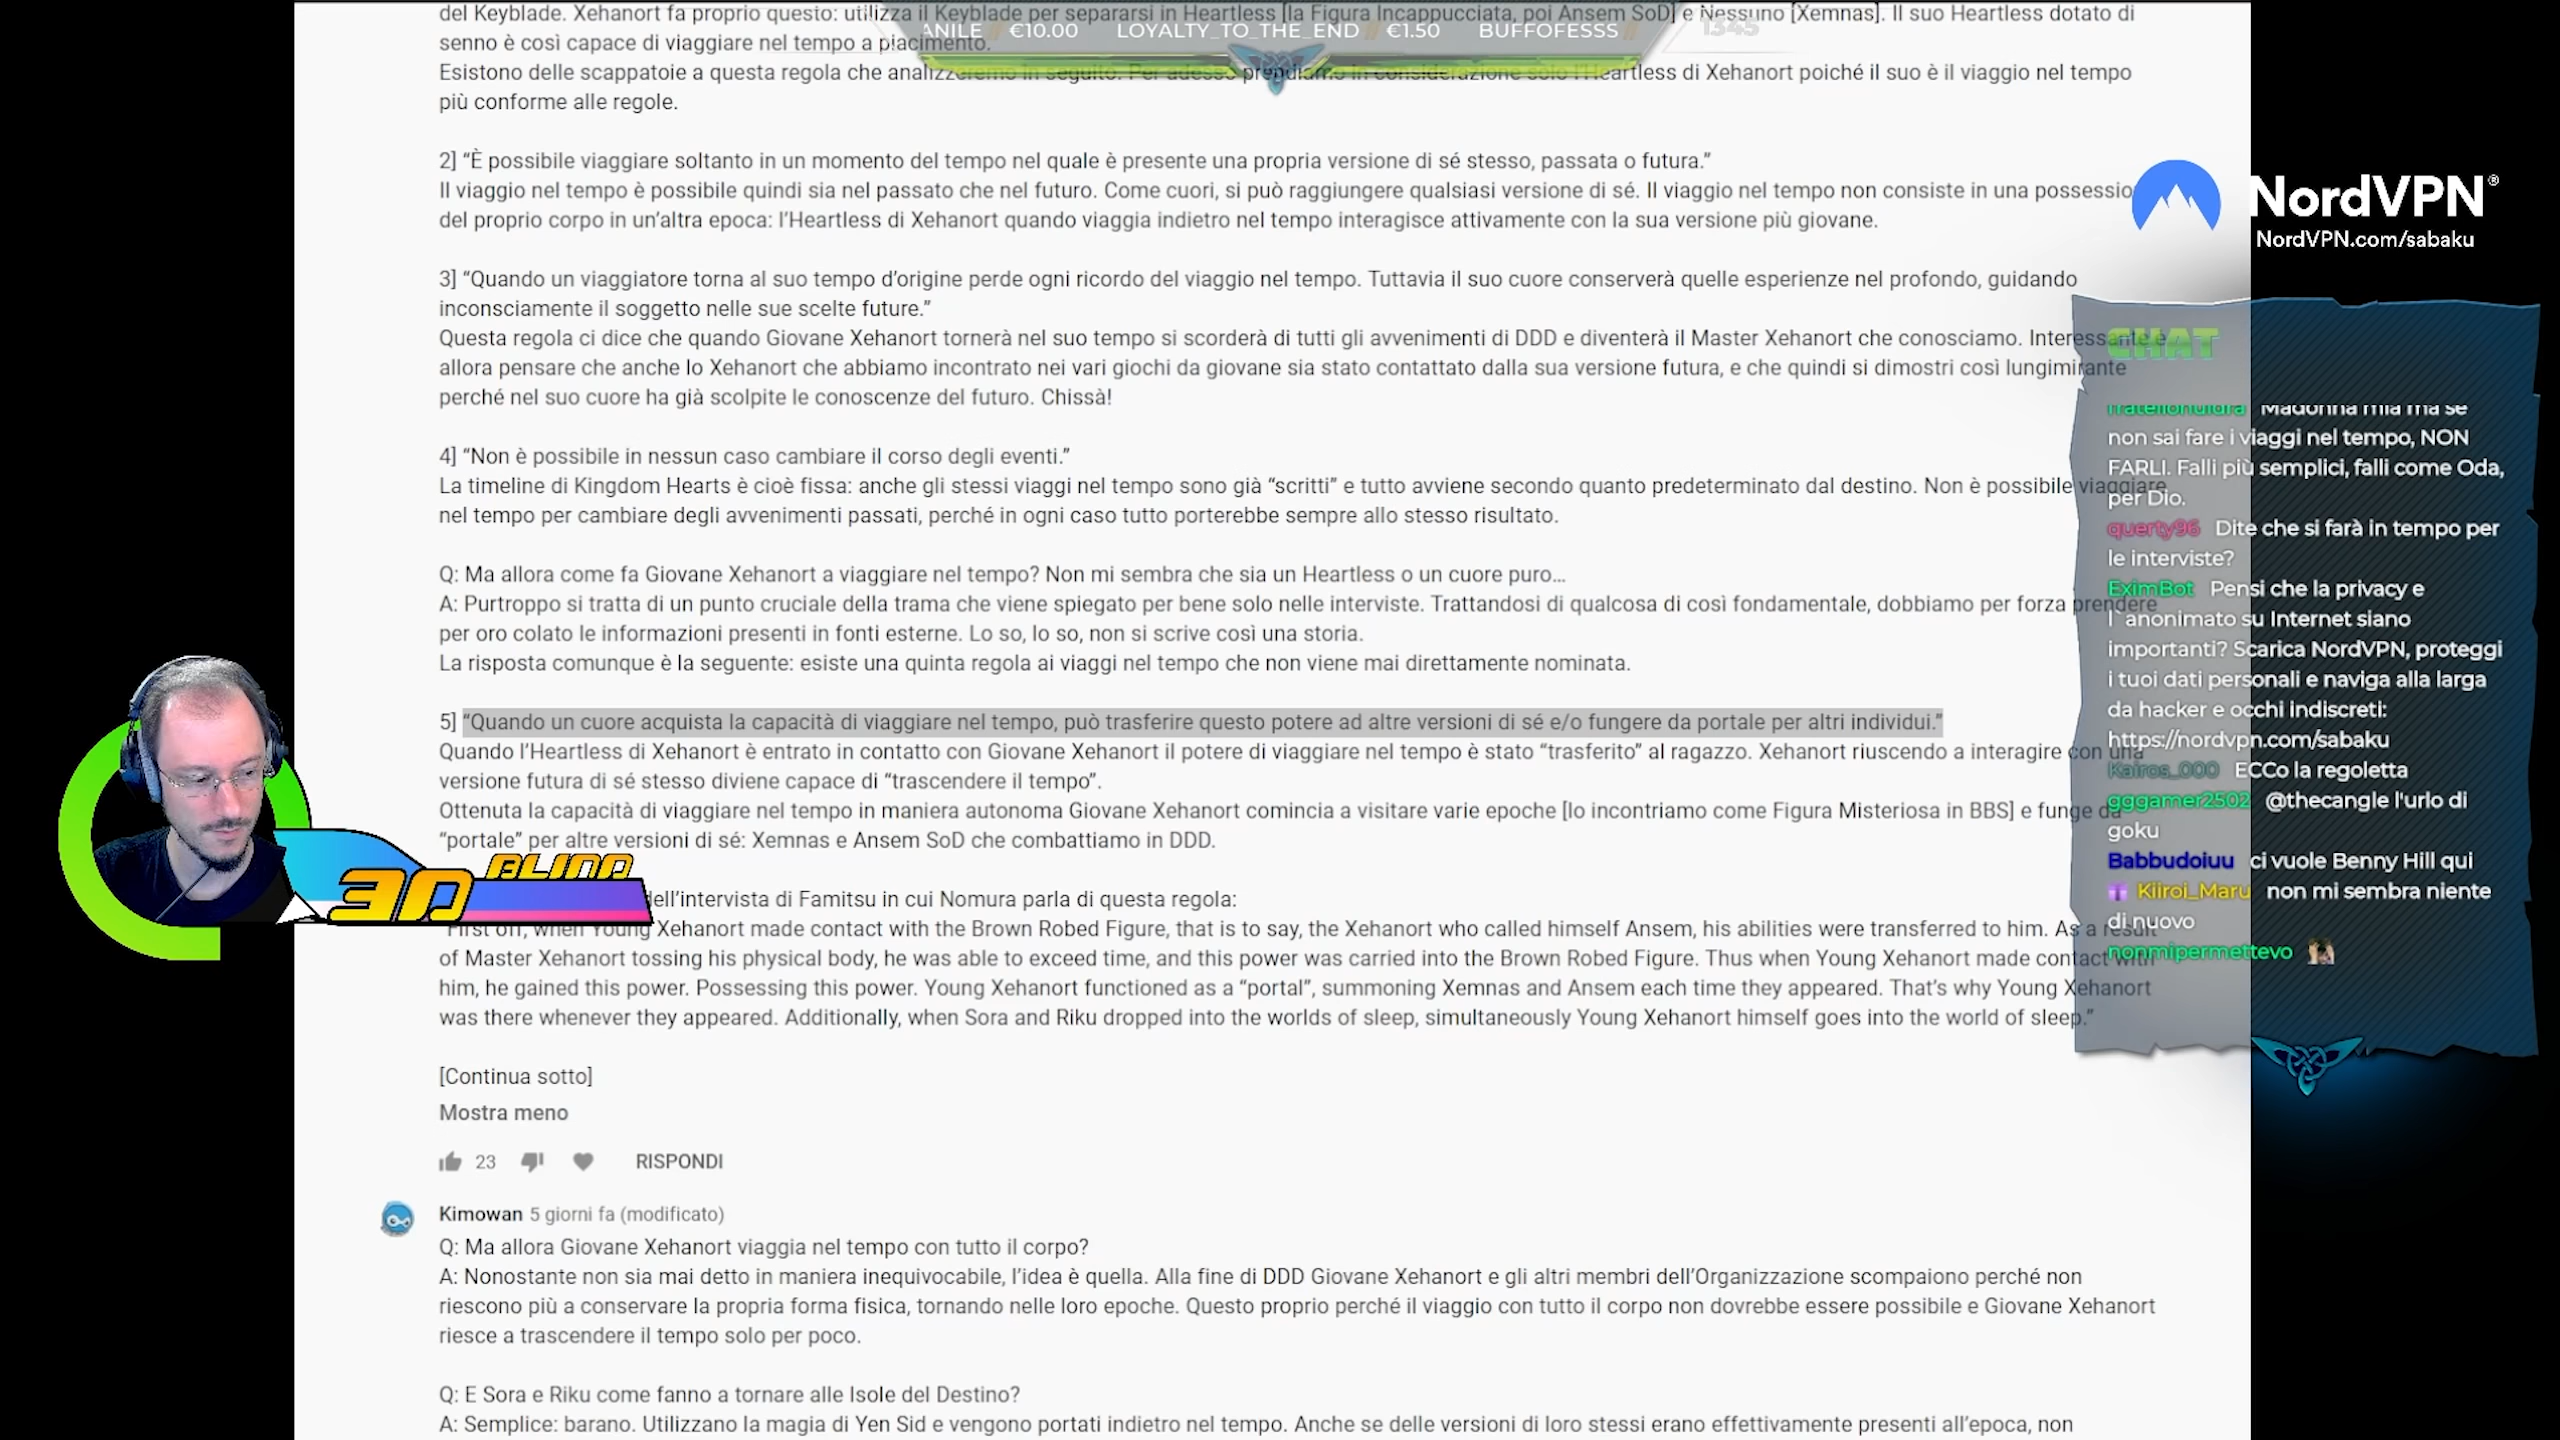 del Keyblade. Xehanort fa proprio questo: utilizza il Keyblade per separarsi in Heartless [la Figura Incappucciata, poi Ansem SoD] e Nessuno [Xemnas]. Il suo Heartless dotato di
senno è così capace di viaggiare nel tempo a piacimento.
Esistono delle scappatoie a questa regola che analizzeremo in seguito. Per adesso prendiamo in considerazione solo l'Heartless di Xehanort poiché il suo è il viaggio nel tempo
più conforme alle regole.
ANILE // €10.00 LOYALTY_TO_THE_END // €1.50 BUFFOFESSS //
1345
2] “È possibile viaggiare soltanto in un momento del tempo nel quale è presente una propria versione di sé stesso, passata o futura.”
Il viaggio nel tempo è possibile quindi sia nel passato che nel futuro. Come cuori, si può raggiungere qualsiasi versione di sé. Il viaggio nel tempo non consiste in una possessio
del proprio corpo in un’altra epoca: l’Heartless di Xehanort quando viaggia indietro nel tempo interagisce attivamente con la sua versione più giovane.
3] “Quando un viaggiatore torna al suo tempo d’origine perde ogni ricordo del viaggio nel tempo. Tuttavia il suo cuore conserverà quelle esperienze nel profondo, guidando
inconsciamente il soggetto nelle sue scelte future.”
Questa regola ci dice che quando Giovane Xehanort tornerà nel suo tempo si scorderà di tutti gli avvenimenti di DDD e diventerà il Master Xehanort che conosciamo. Interessante è
allora pensare che anche lo Xehanort che abbiamo incontrato nei vari giochi da giovane sia stato contattato dalla sua versione futura, e che quindi si dimostri così lungimirante
perché nel suo cuore ha già scolpite le conoscenze del futuro. Chissà!
4] “Non è possibile in nessun caso cambiare il corso degli eventi.”
La timeline di Kingdom Hearts è cioè fissa: anche gli stessi viaggi nel tempo sono già “scritti” e tutto avviene secondo quanto predeterminato dal destino. Non è possibile viaggiare
nel tempo per cambiare degli avvenimenti passati, perché in ogni caso tutto porterebbe sempre allo stesso risultato.
Q: Ma allora come fa Giovane Xehanort a viaggiare nel tempo? Non mi sembra che sia un Heartless o un cuore puro…
A: Purtroppo si tratta di un punto cruciale della trama che viene spiegato per bene solo nelle interviste. Trattandosi di qualcosa di così fondamentale, dobbiamo per forza prendere
per oro colato le informazioni presenti in fonti esterne. Lo so, lo so, non si scrive così una storia.
La risposta comunque è la seguente: esiste una quinta regola ai viaggi nel tempo che non viene mai direttamente nominata.
5] “Quando un cuore acquista la capacità di viaggiare nel tempo, può trasferire questo potere ad altre versioni di sé e/o fungere da portale per altri individui.”
Quando l’Heartless di Xehanort è entrato in contatto con Giovane Xehanort il potere di viaggiare nel tempo è stato “trasferito” al ragazzo. Xehanort riuscendo a interagire con una
versione futura di sé stesso diviene capace di “trascendere il tempo”.
Ottenuta la capacità di viaggiare nel tempo in maniera autonoma Giovane Xehanort comincia a visitare varie epoche [lo incontriamo come Figura Misteriosa in BBS] e funge da
“portale” per altre versioni di sé: Xemnas e Ansem SoD che combattiamo in DDD.
dell’intervista di Famitsu in cui Nomura parla di questa regola:
“First off, when Young Xehanort made contact with the Brown Robed Figure, that is to say, the Xehanort who called himself Ansem, his abilities were transferred to him. As a result
of Master Xehanort tossing his physical body, he was able to exceed time, and this power was carried into the Brown Robed Figure. Thus when Young Xehanort made contact with
him, he gained this power. Possessing this power. Young Xehanort functioned as a “portal”, summoning Xemnas and Ansem each time they appeared. That’s why Young Xehanort
was there whenever they appeared. Additionally, when Sora and Riku dropped into the worlds of sleep, simultaneously Young Xehanort himself goes into the world of sleep.”
[Continua sotto]
Mostra meno
23 RISPONDI
Kimowan 5 giorni fa (modificato)
Q: Ma allora Giovane Xehanort viaggia nel tempo con tutto il corpo?
A: Nonostante non sia mai detto in maniera inequivocabile, l’idea è quella. Alla fine di DDD Giovane Xehanort e gli altri membri dell’Organizzazione scompaiono perché non
riescono più a conservare la propria forma fisica, tornando nelle loro epoche. Questo proprio perché il viaggio con tutto il corpo non dovrebbe essere possibile e Giovane Xehanort
riesce a trascendere il tempo solo per poco.
Q: E Sora e Riku come fanno a tornare alle Isole del Destino?
A: Semplice: barano. Utilizzano la magia di Yen Sid e vengono portati indietro nel tempo. Anche se delle versioni di loro stessi erano effettivamente presenti all’epoca, non
BLIND
3D
NordVPN®
NordVPN.com/sabaku
CHAT
fratellonuldra Madonna mia ma se
non sai fare i viaggi nel tempo, NON
FARLI. Falli più semplici, falli come Oda,
per Dio.
querty96 Dite che si farà in tempo per
le interviste?
EximBot Pensi che la privacy e
l`anonimato su Internet siano
importanti? Scarica NordVPN, proteggi
i tuoi dati personali e naviga alla larga
da hacker e occhi indiscreti:
https://nordvpn.com/sabaku
Kairos_000 ECCo la regoletta
gggamer2502 @thecangle l'urlo di
goku
Babbudoiuu ci vuole Benny Hill qui
Kiiroi_Maru non mi sembra niente
di nuovo
nonmipermettevo